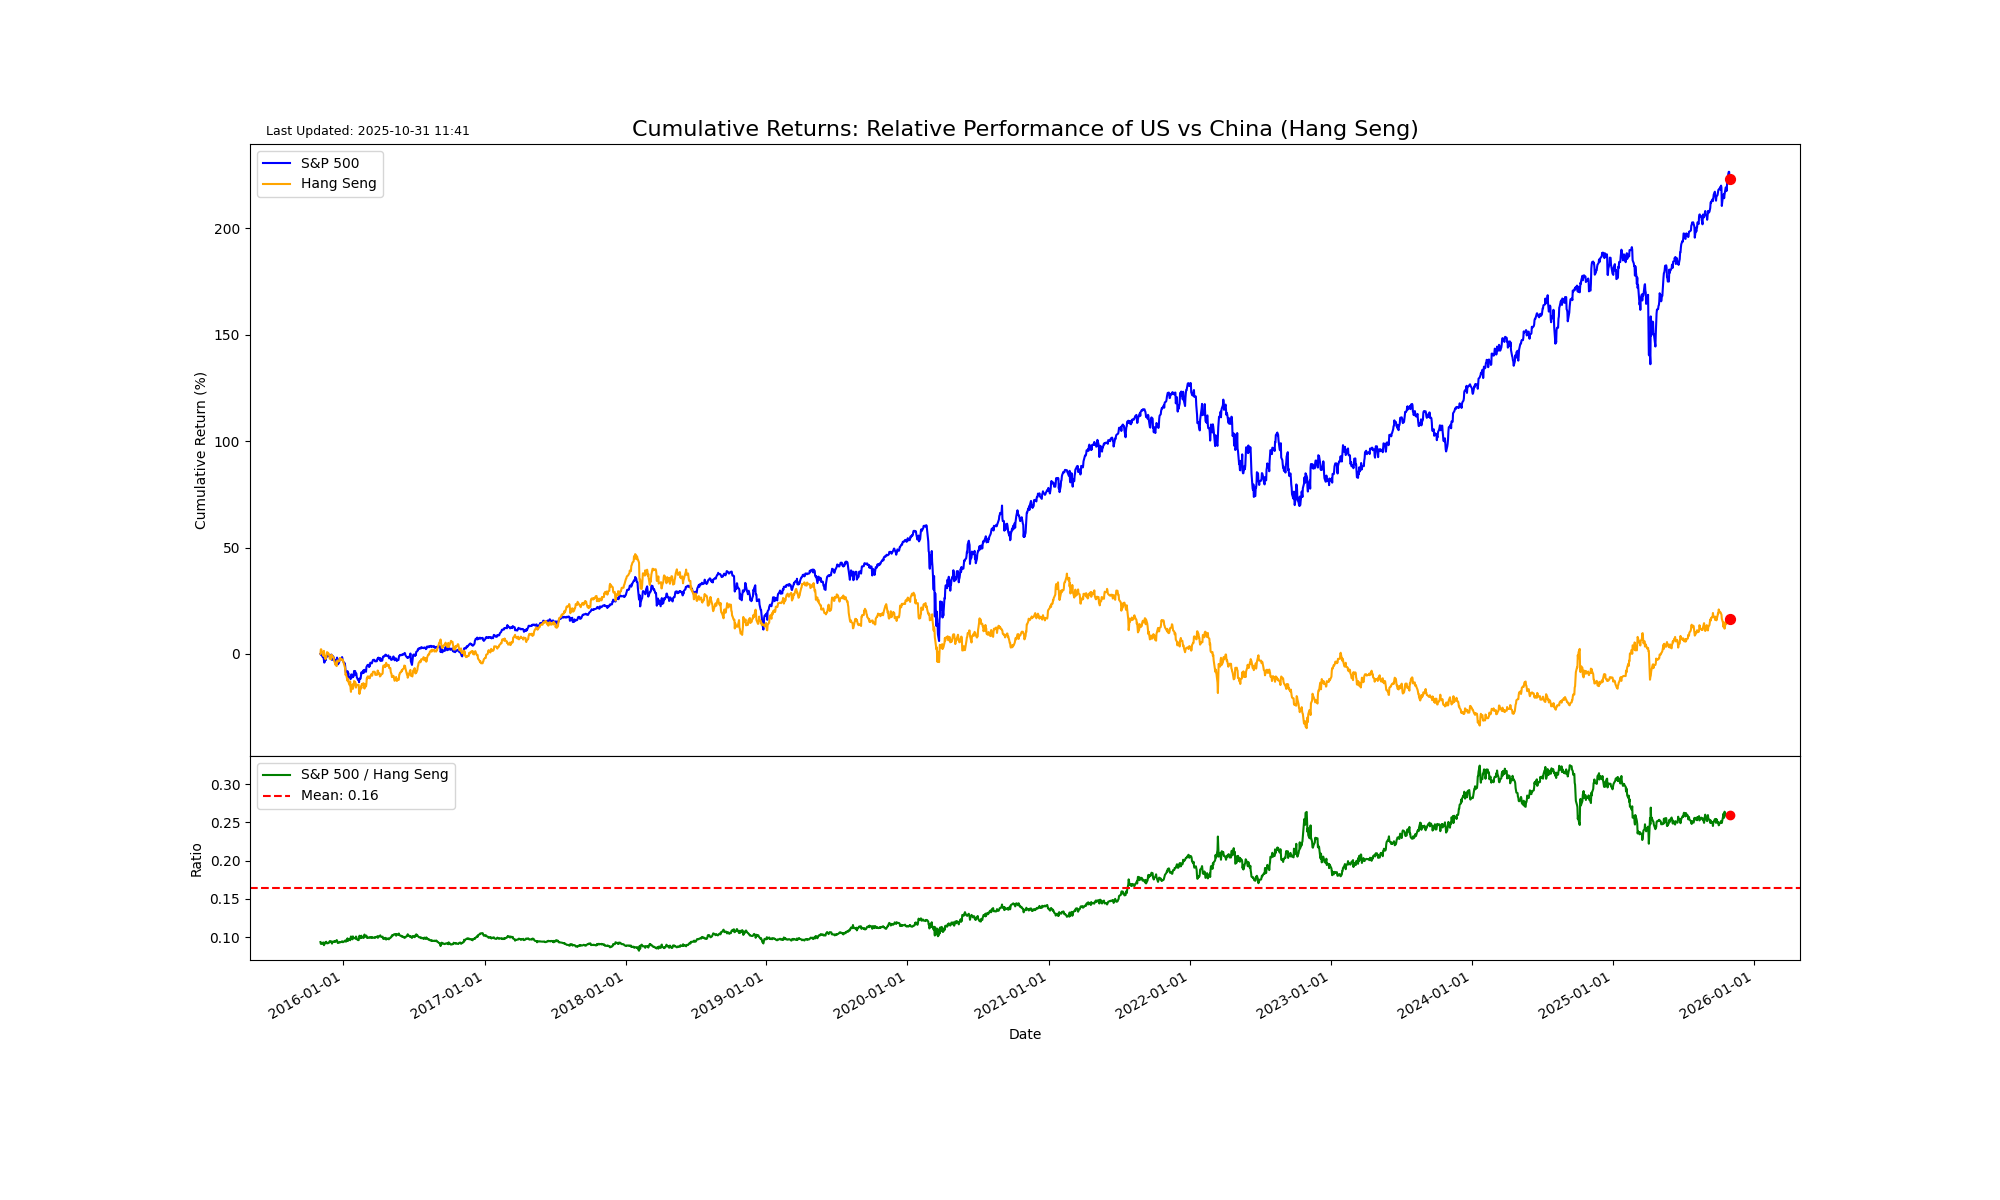 Last Updated: 2025-10-31 11:41
Cumulative Returns: Relative Performance of US vs China (Hang Seng)
S&P 500
Hang Seng
200
150
100
50
0
Cumulative Return (%)
S&P 500 / Hang Seng
Mean: 0.16
0.30
0.25
0.20
0.15
0.10
Ratio
2016-01-01
2017-01-01
2018-01-01
2019-01-01
2020-01-01
2021-01-01
2022-01-01
2023-01-01
2024-01-01
2025-01-01
2026-01-01
Date